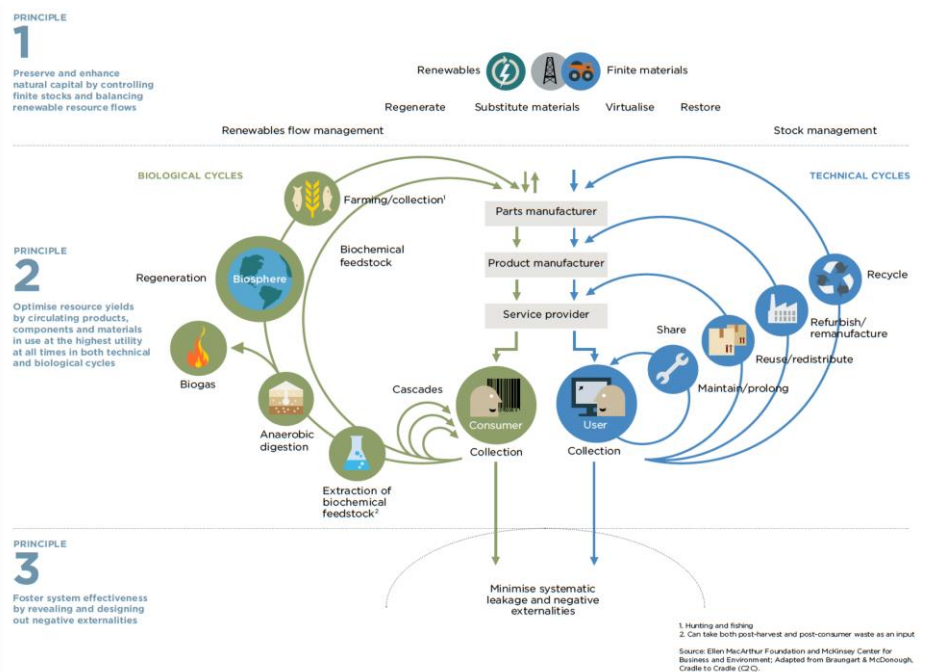 PRINCIPLE
1
Preserve and enhance
natural capital by controlling
finite stocks and balancing
renewable resource flows
Renewables
Finite materials
Regenerate Substitute materials Virtualise Restore
Renewables flow management
Stock management
PRINCIPLE
2
Optimise resource yields
by circulating products,
components and materials
in use at the highest utility
at all times in both technical
and biological cycles
BIOLOGICAL CYCLES
TECHNICAL CYCLES
Farming/collection¹
Parts manufacturer
Biochemical
feedstock
Product manufacturer
Regeneration
Biosphere
Recycle
Service provider
Share
Refurbish/
remanufacture
Reuse/redistribute
Biogas
Cascades
Maintain/prolong
Anaerobic
digestion
Consumer
User
Collection
Collection
Extraction of
biochemical
feedstock²
PRINCIPLE
3
Foster system effectiveness
by revealing and designing
out negative externalities
Minimise systematic
leakage and negative
externalities
1. Hunting and fishing
2. Can take both post-harvest and post-consumer waste as an input
Source: Ellen MacArthur Foundation and McKinsey Center for
Business and Environment; Adapted from Braungart & McDonough,
Cradle to Cradle (C2C).